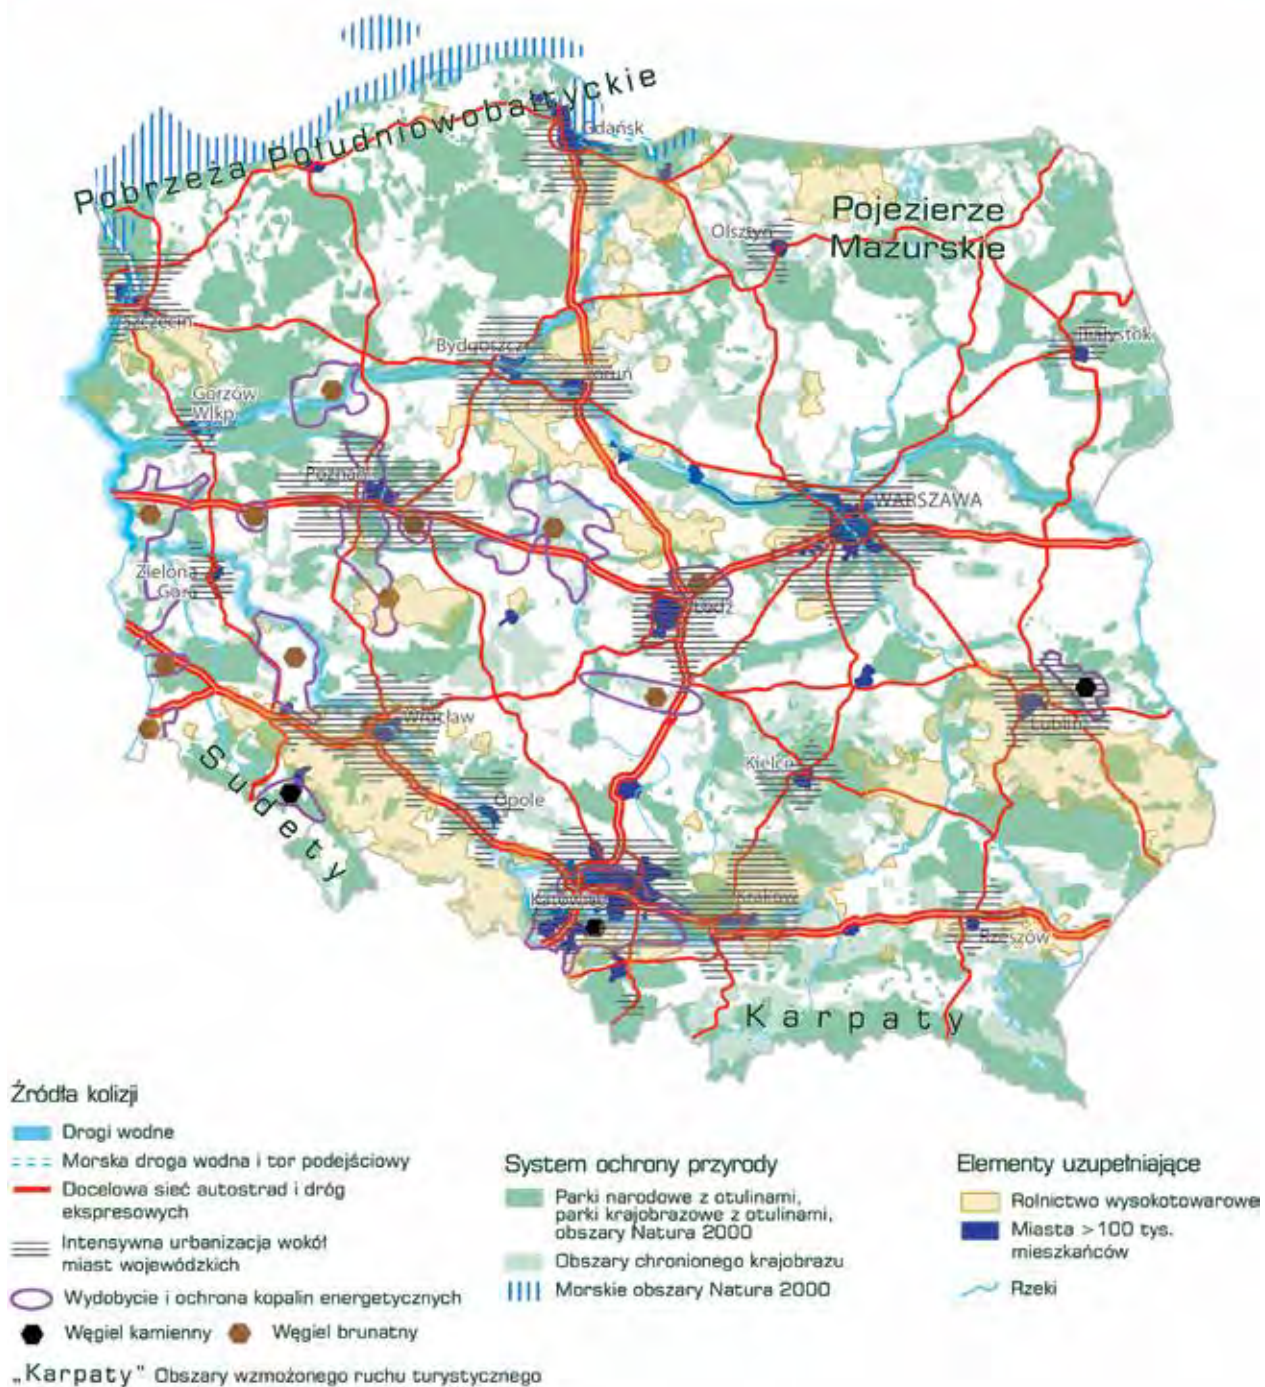 Pobrzeża Południowobałtyckie
Gdańsk
Pojezierze
Mazurskie
Olsztyn
Szczecin
Białystok
Bydgoszcz
Toruń
Gorzów
Wlkp.
Poznań
WARSZAWA
Zielona
Góra
Łódź
Wrocław
Lublin
Sudety
Kielce
Opole
Katowice
Kraków
Rzeszów
Karpaty
Źródła kolizji
Drogi wodne
Morska droga wodna i tor podejściowy
Docelowa sieć autostrad i dróg
ekspresowych
Intensywna urbanizacja wokół
miast wojewódzkich
Wydobycie i ochrona kopalin energetycznych
Węgiel kamienny
Węgiel brunatny
„Karpaty” Obszary wzmożonego ruchu turystycznego
System ochrony przyrody
Parki narodowe z otulinami,
parki krajobrazowe z otulinami,
obszary Natura 2000
Obszary chronionego krajobrazu
Morskie obszary Natura 2000
Elementy uzupełniające
Rolnictwo wysokotowarowe
Miasta >100 tys.
mieszkańców
Rzeki